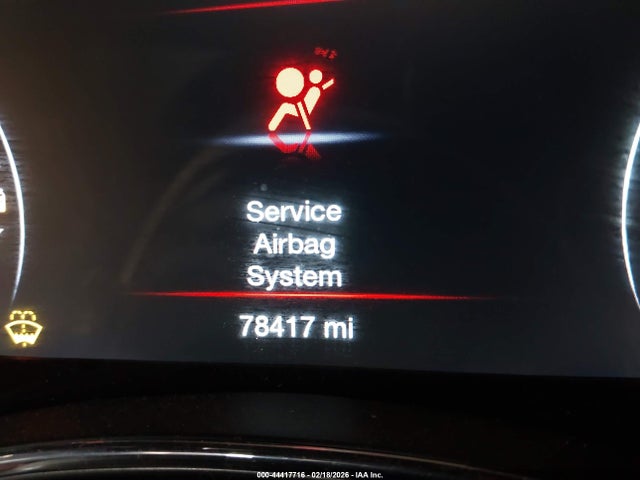 Service
Airbag
System
78417 mi
000-44417716 - 02/18/2026 - IAA Inc.